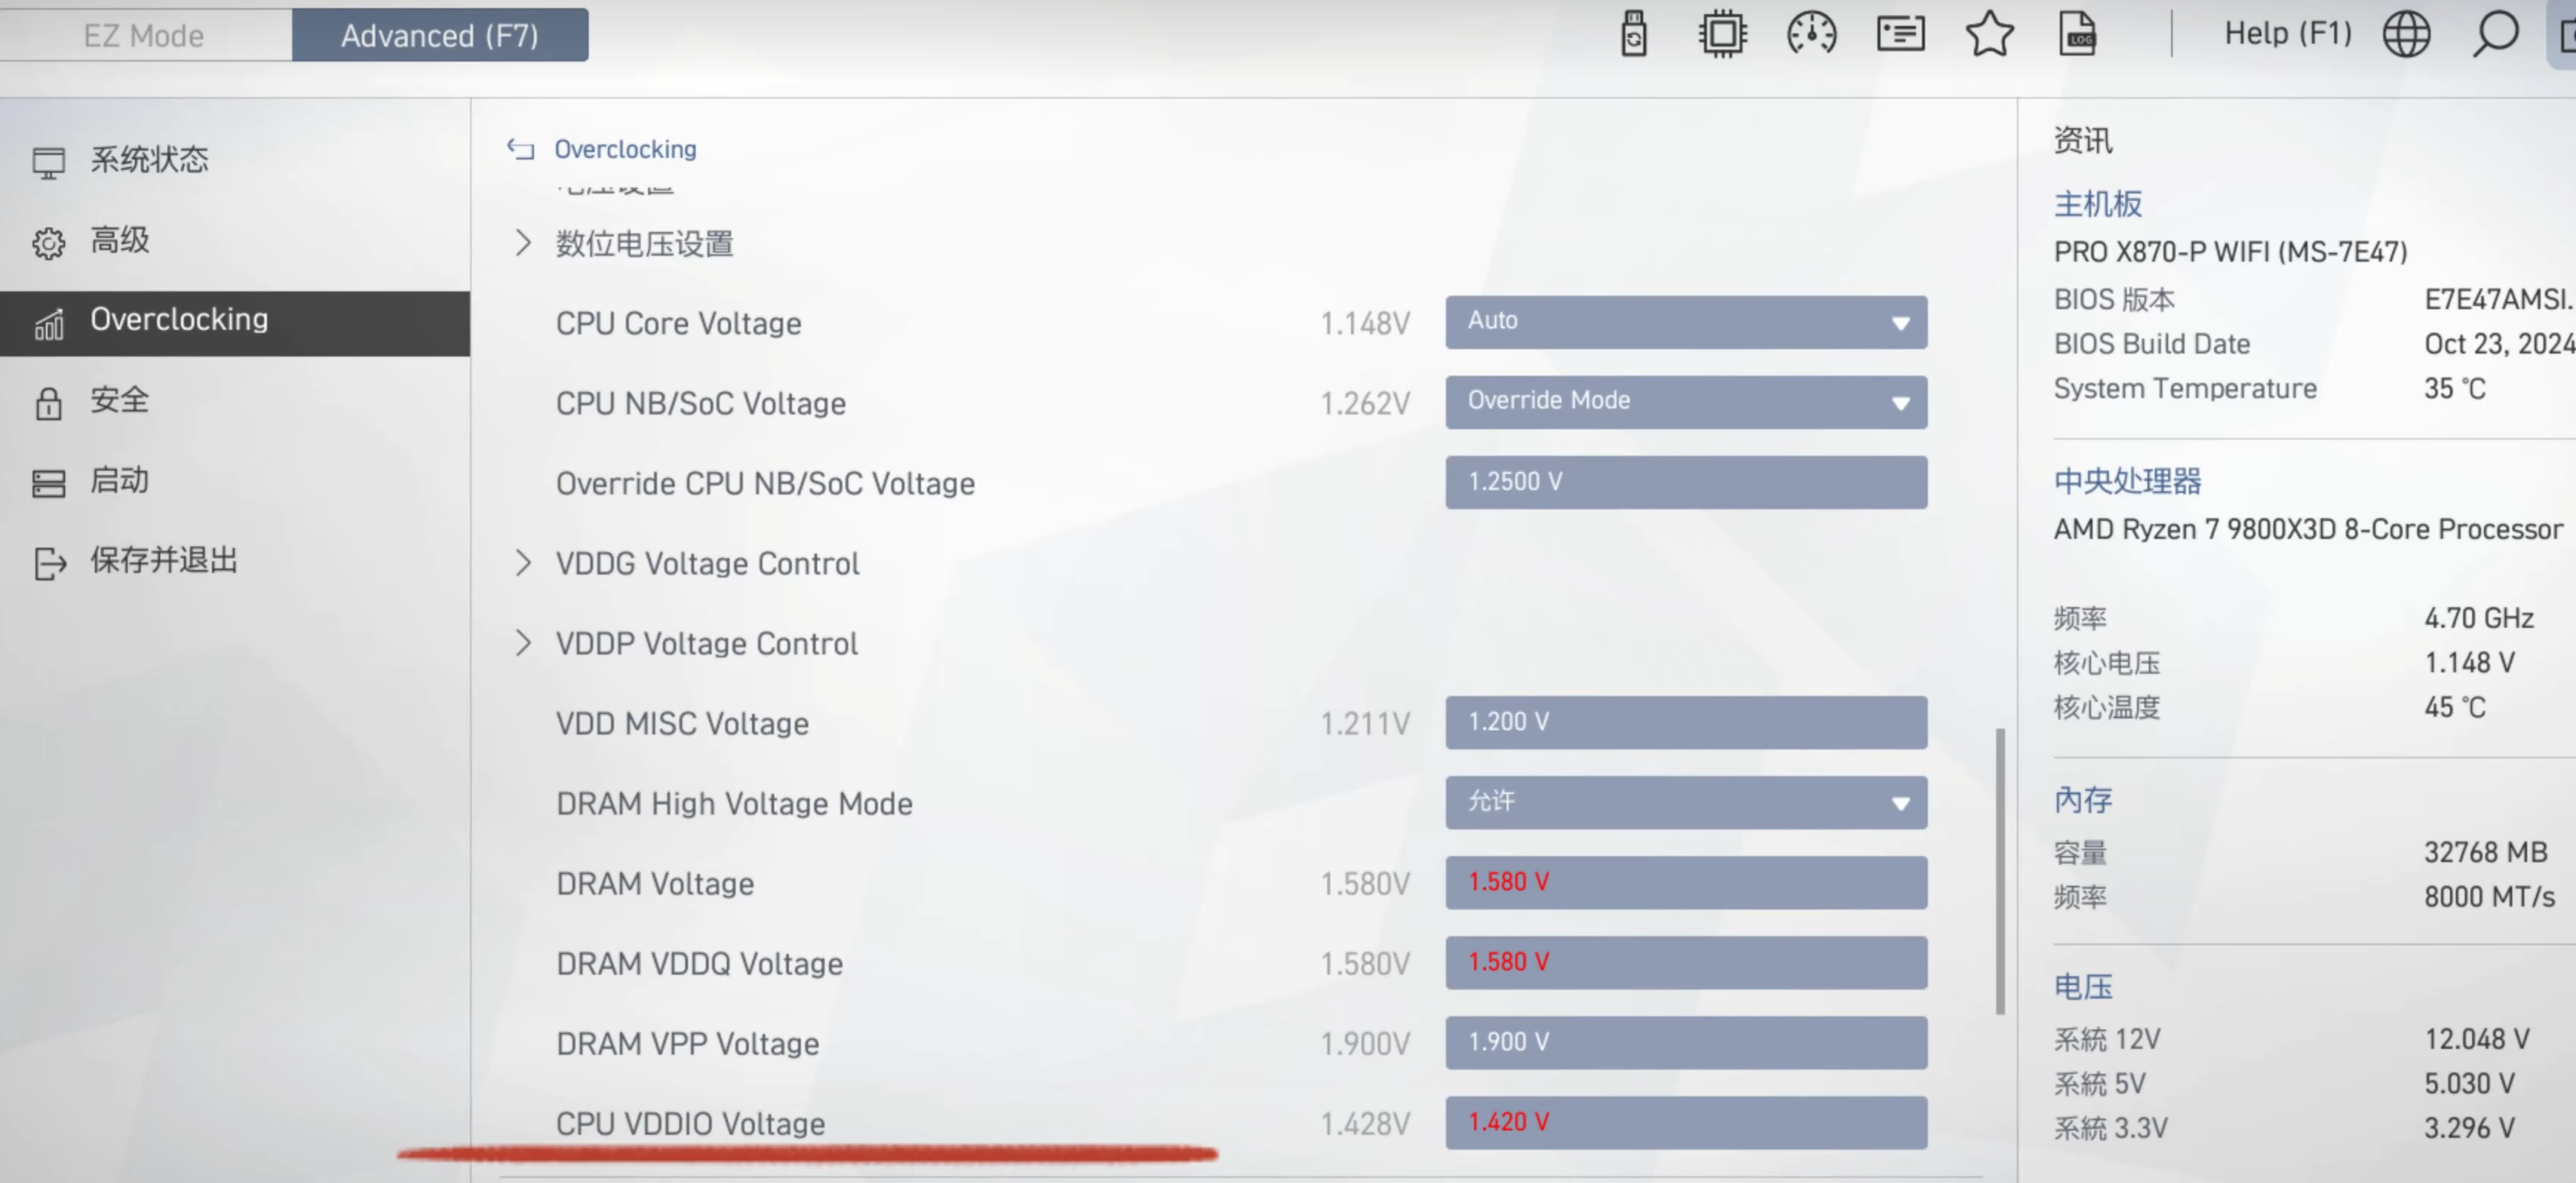 EZ Mode
Advanced (F7)
LOG
Help (F1)
系统状态
高级
Overclocking
安全
启动
保存并退出
Overclocking
电压设置
数位电压设置
CPU Core Voltage 1.148V Auto
CPU NB/SoC Voltage 1.262V Override Mode
Override CPU NB/SoC Voltage 1.2500 V
VDDG Voltage Control
VDDP Voltage Control
VDD MISC Voltage 1.211V 1.200 V
DRAM High Voltage Mode 允许
DRAM Voltage 1.580V 1.580 V
DRAM VDDQ Voltage 1.580V 1.580 V
DRAM VPP Voltage 1.900V 1.900 V
CPU VDDIO Voltage 1.428V 1.420 V
资讯
主机板
PRO X870-P WIFI (MS-7E47)
BIOS 版本 E7E47AMSI.
BIOS Build Date Oct 23, 2024
System Temperature 35 °C
中央处理器
AMD Ryzen 7 9800X3D 8-Core Processor
频率 4.70 GHz
核心电压 1.148 V
核心温度 45 °C
內存
容量 32768 MB
频率 8000 MT/s
电压
系統 12V 12.048 V
系統 5V 5.030 V
系統 3.3V 3.296 V